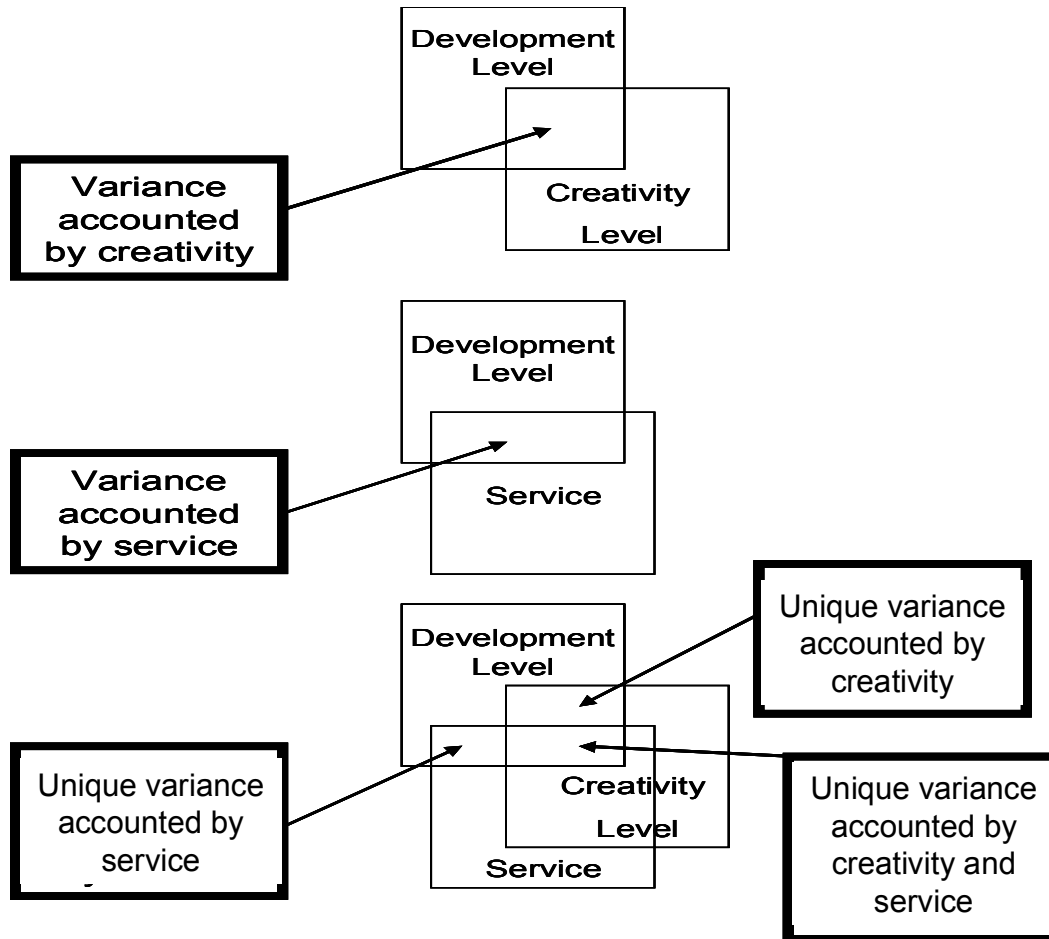 Development
Level
Variance
accounted
by creativity
Creativity
Level
Development
Level
Variance
accounted
by service
Service
Development
Level
Unique variance
accounted by
creativity
Unique variance
accounted by
service
Creativity
Level
Service
Unique variance
accounted by
creativity and
service